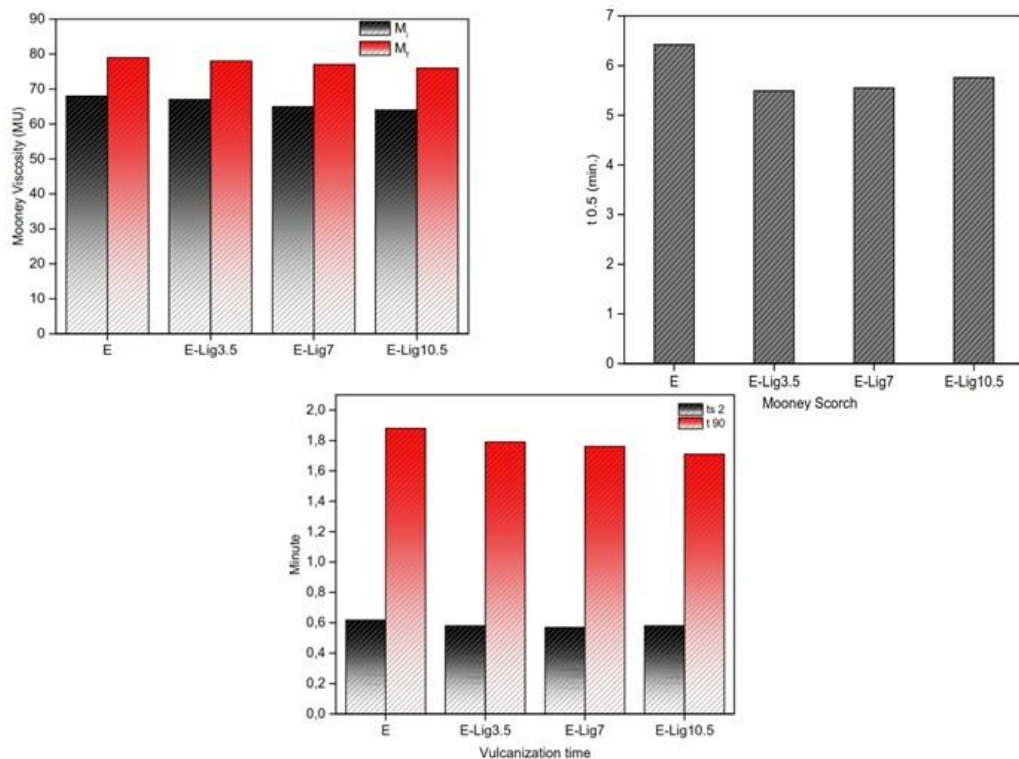 90
80
70
60
50
40
30
20
10
0
Mooney Viscosity (MU)
M_i
M_f
E
E-Lig3.5
E-Lig7
E-Lig10.5
7
6
5
4
3
2
1
0
t 0.5 (min.)
E
E-Lig3.5
E-Lig7
E-Lig10.5
Mooney Scorch
2,0
1,8
1,6
1,4
1,2
1,0
0,8
0,6
0,4
0,2
0,0
Minute
ts 2
t 90
E
E-Lig3.5
E-Lig7
E-Lig10.5
Vulcanization time